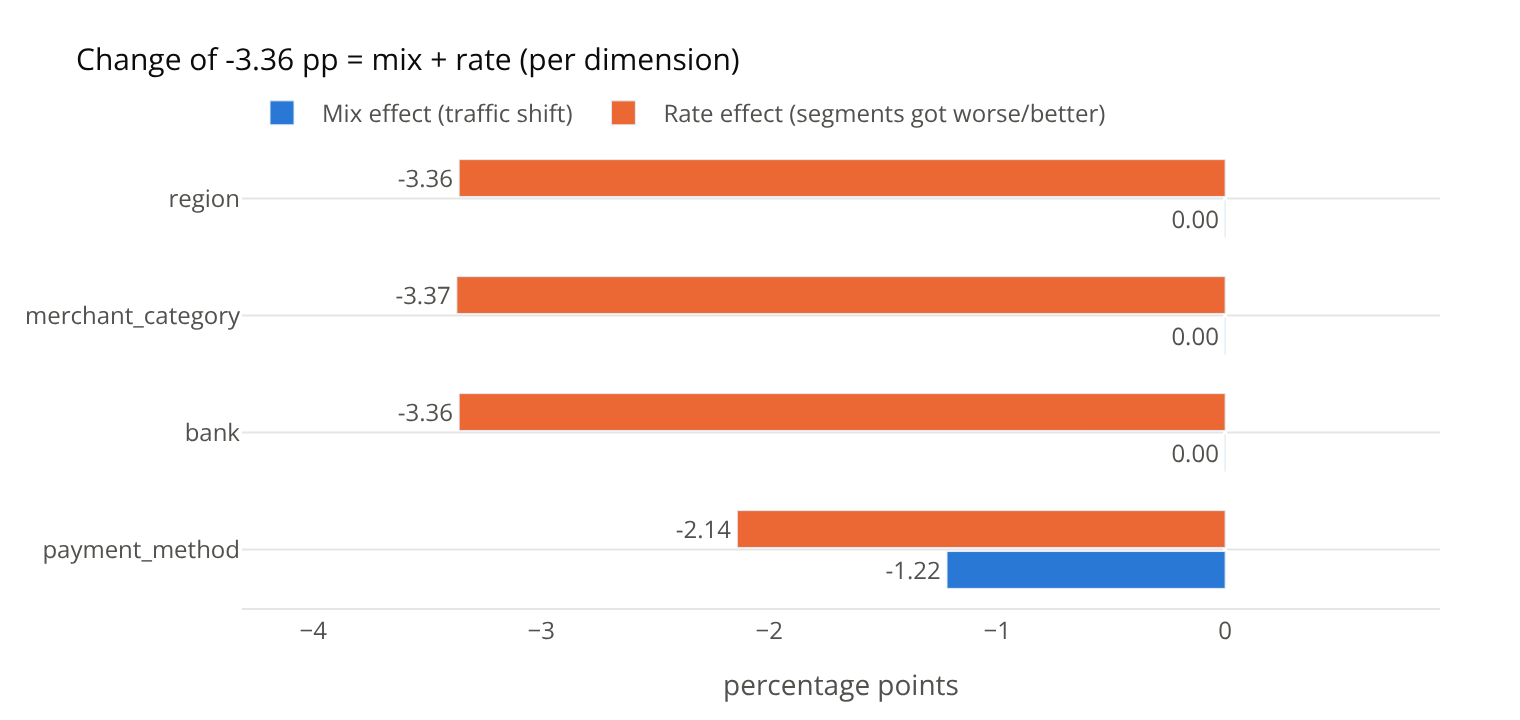 Change of -3.36 pp = mix + rate (per dimension)
Mix effect (traffic shift) Rate effect (segments got worse/better)
-3.36
region
0.00
-3.37
merchant_category
0.00
-3.36
bank
0.00
-2.14
payment_method
-1.22
−4 −3 −2 −1 0
percentage points